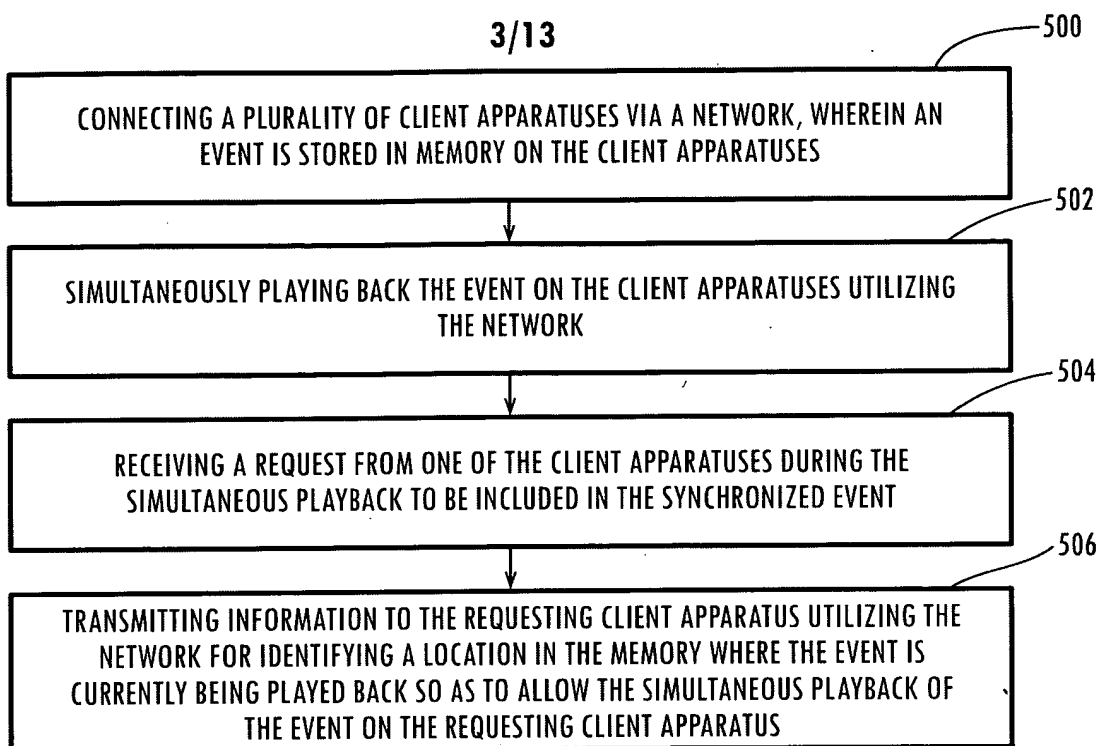 3/13
500
CONNECTING A PLURALITY OF CLIENT APPARATUSES VIA A NETWORK, WHEREIN AN
EVENT IS STORED IN MEMORY ON THE CLIENT APPARATUSES
502
SIMULTANEOUSLY PLAYING BACK THE EVENT ON THE CLIENT APPARATUSES UTILIZING
THE NETWORK
504
RECEIVING A REQUEST FROM ONE OF THE CLIENT APPARATUSES DURING THE
SIMULTANEOUS PLAYBACK TO BE INCLUDED IN THE SYNCHRONIZED EVENT
506
TRANSMITTING INFORMATION TO THE REQUESTING CLIENT APPARATUS UTILIZING THE
NETWORK FOR IDENTIFYING A LOCATION IN THE MEMORY WHERE THE EVENT IS
CURRENTLY BEING PLAYED BACK SO AS TO ALLOW THE SIMULTANEOUS PLAYBACK OF
THE EVENT ON THE REQUESTING CLIENT APPARATUS